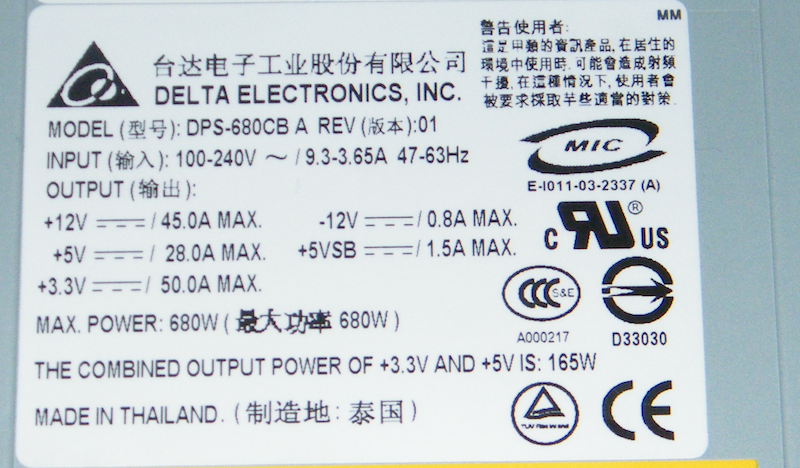 MM
台达电子工业股份有限公司
DELTA ELECTRONICS, INC.
警告使用者:
這是甲類的資訊產品,在居住的
環境中使用時,可能會造成射頻
干擾,在這種情況下,使用者會
被要求採取某些適當的對策.
MODEL (型号): DPS-680CB A REV (版本):01
INPUT (输入): 100-240V ~ / 9.3-3.65A 47-63Hz
OUTPUT (输出):
+12V ⎓ / 45.0A MAX. -12V ⎓ / 0.8A MAX.
+5V ⎓ / 28.0A MAX. +5VSB ⎓ / 1.5A MAX.
+3.3V ⎓ / 50.0A MAX.
MAX. POWER: 680W (最大功率 680W)
THE COMBINED OUTPUT POWER OF +3.3V AND +5V IS: 165W
MADE IN THAILAND. (制造地: 泰国)
MIC
E-I011-03-2337 (A)
C RU ® US
CCC S&E
A000217
D33030
CE